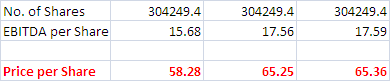 No. of Shares 304249.4 304249.4 304249.4
EBITDA per Share 15.68 17.56 17.59
Price per Share 58.28 65.25 65.36